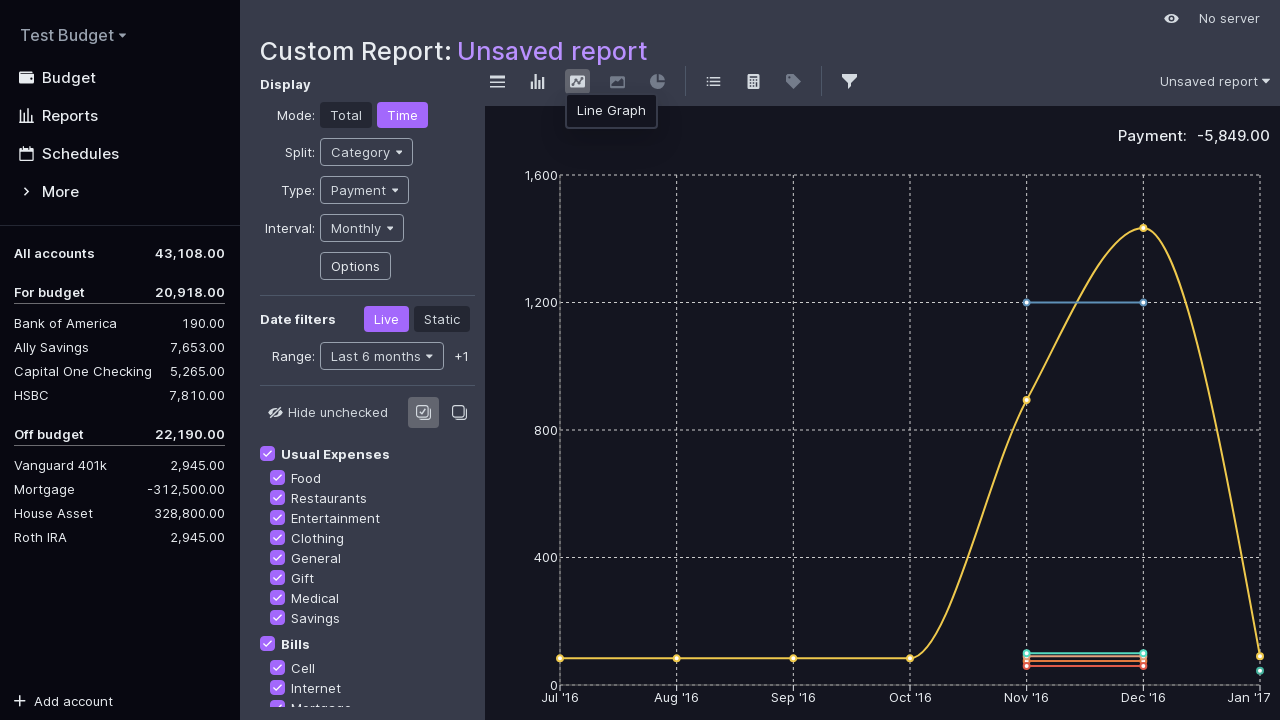 Test Budget
Budget
Reports
Schedules
More
All accounts 43,108.00
For budget 20,918.00
Bank of America 190.00
Ally Savings 7,653.00
Capital One Checking 5,265.00
HSBC 7,810.00
Off budget 22,190.00
Vanguard 401k 2,945.00
Mortgage -312,500.00
House Asset 328,800.00
Roth IRA 2,945.00
Add account
No server
Custom Report: Unsaved report
Display
Mode: Total Time
Split: Category
Type: Payment
Interval: Monthly
Options
Date filters Live Static
Range: Last 6 months +1
Hide unchecked
Usual Expenses
Food
Restaurants
Entertainment
Clothing
General
Gift
Medical
Savings
Bills
Cell
Internet
Mortgage
Unsaved report
Line Graph
Payment: -5,849.00
1,600
1,200
800
400
0
Jul '16 Aug '16 Sep '16 Oct '16 Nov '16 Dec '16 Jan '17